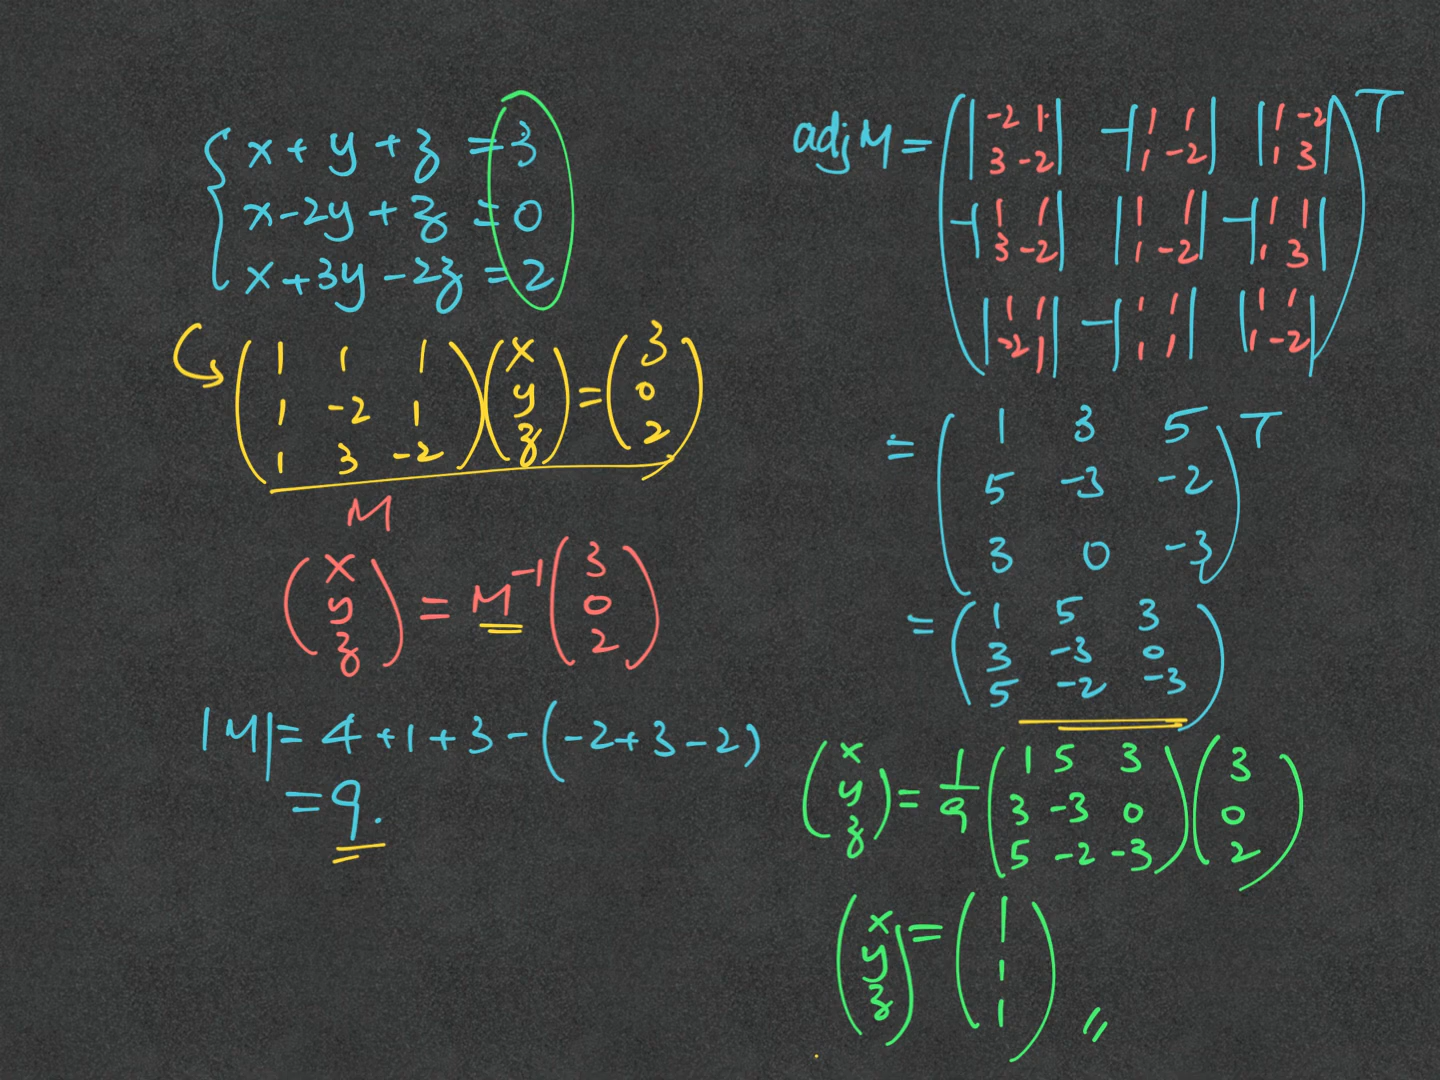 x + y + z = 3
x - 2y + z = 0
x + 3y - 2z = 2
( 1 1 1 ) ( x ) = ( 3 )
( 1 -2 1 ) ( y ) ( 0 )
( 1 3 -2 ) ( z ) ( 2 )
M
( x ) ( 3 )
( y ) = M⁻¹ ( 0 )
( z ) ( 2 )
|M| = 4 + 1 + 3 - (-2 + 3 - 2)
= 9.
adj M = ( | -2 1 | -| 1 1 | | 1 -2 | ) T
| 3 -2 | | 1 -2 | | 1 3 |
-| 1 1 | | 1 1 | -| 1 1 |
| 3 -2 | | 1 -2 | | 1 3 |
| 1 1 | -| 1 1 | | 1 1 |
| -2 1 | | 1 1 | | 1 -2 |
= ( 1 3 5 ) T
( 5 -3 -2 )
( 3 0 -3 )
= ( 1 5 3 )
( 3 -3 0 )
( 5 -2 -3 )
( x ) ( 1 5 3 ) ( 3 )
( y ) = 1/9 ( 3 -3 0 ) ( 0 )
( z ) ( 5 -2 -3 ) ( 2 )
( x ) = ( 1 )
( y ) ( 1 )
( z ) ( 1 ) //